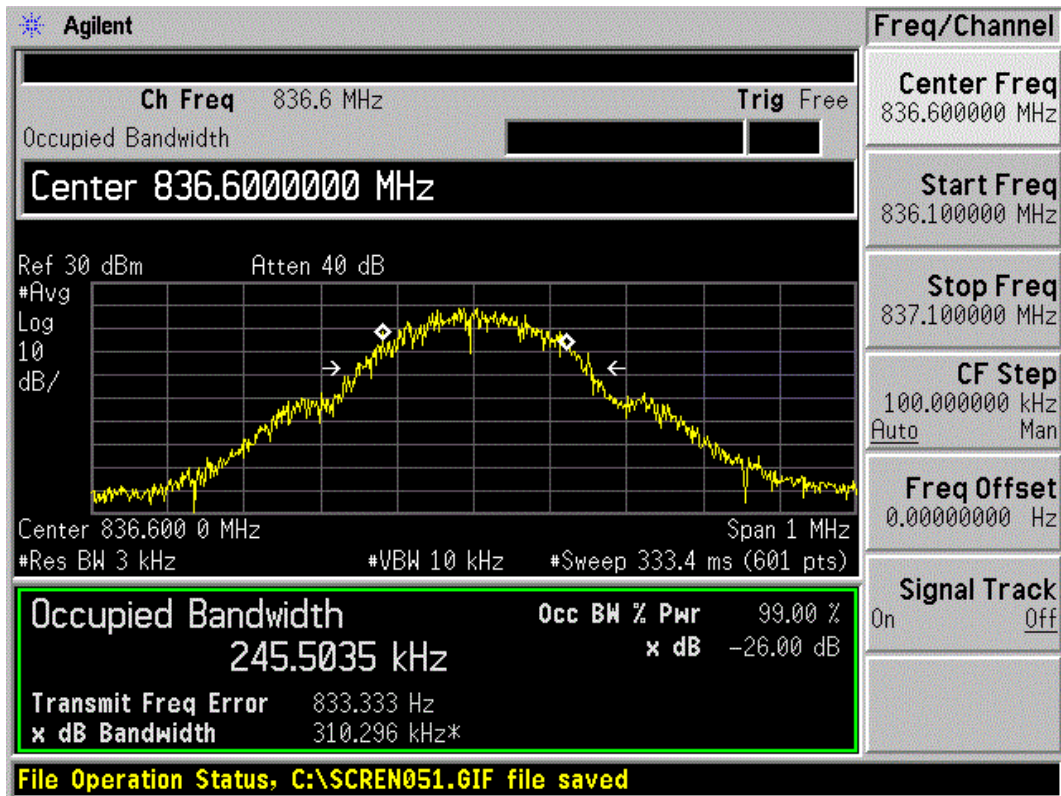 Agilent
Freq/Channel
Ch Freq 836.6 MHz Trig Free
Occupied Bandwidth
Center 836.6000000 MHz
Ref 30 dBm Atten 40 dB
#Avg
Log
10
dB/
Center 836.600 0 MHz Span 1 MHz
#Res BW 3 kHz #VBW 10 kHz #Sweep 333.4 ms (601 pts)
Occupied Bandwidth
245.5035 kHz
Occ BW % Pwr 99.00 %
x dB -26.00 dB
Transmit Freq Error 833.333 Hz
x dB Bandwidth 310.296 kHz*
File Operation Status, C:\SCREN051.GIF file saved
Center Freq
836.600000 MHz
Start Freq
836.100000 MHz
Stop Freq
837.100000 MHz
CF Step
100.000000 kHz
Auto Man
Freq Offset
0.00000000 Hz
Signal Track
On Off